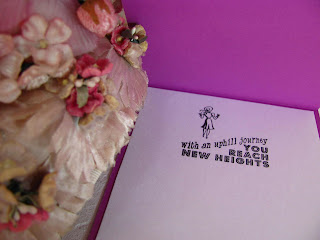 with an uphill journey
YOU
REACH
NEW HEIGHTS